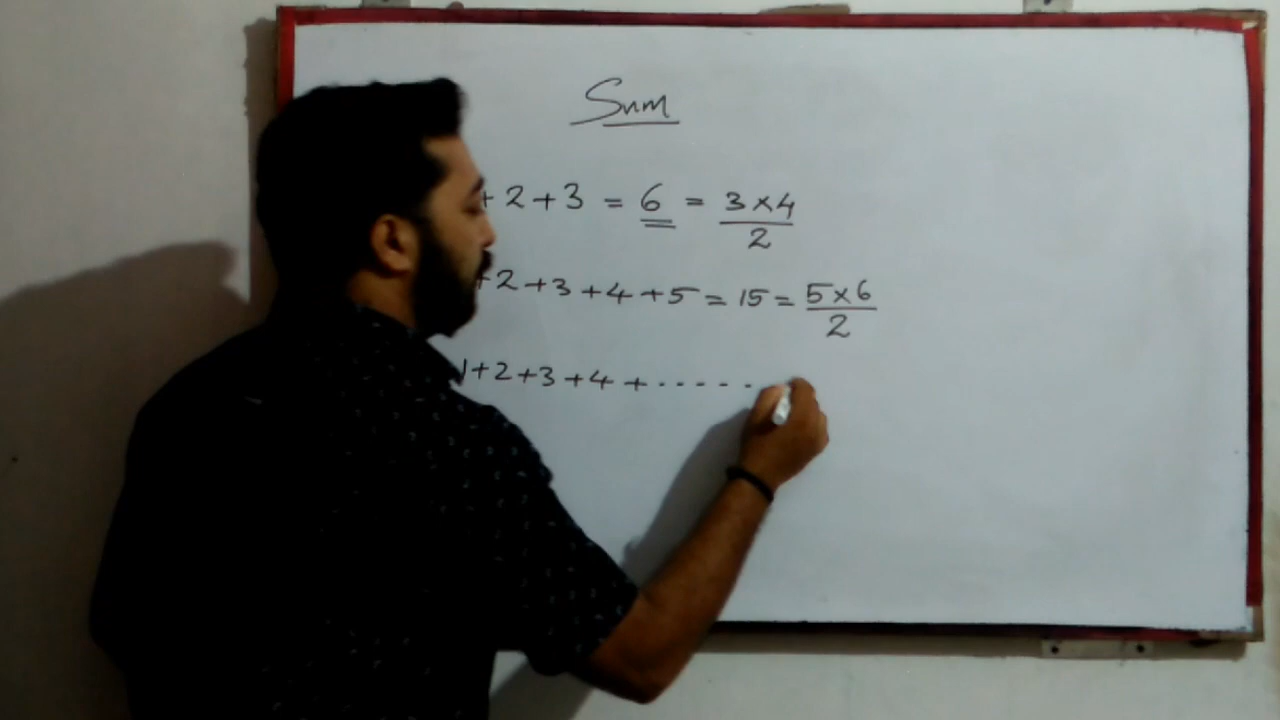 Sum
+ 2 + 3 = 6 = 3 × 4 / 2
+ 2 + 3 + 4 + 5 = 15 = 5 × 6 / 2
1 + 2 + 3 + 4 + ......